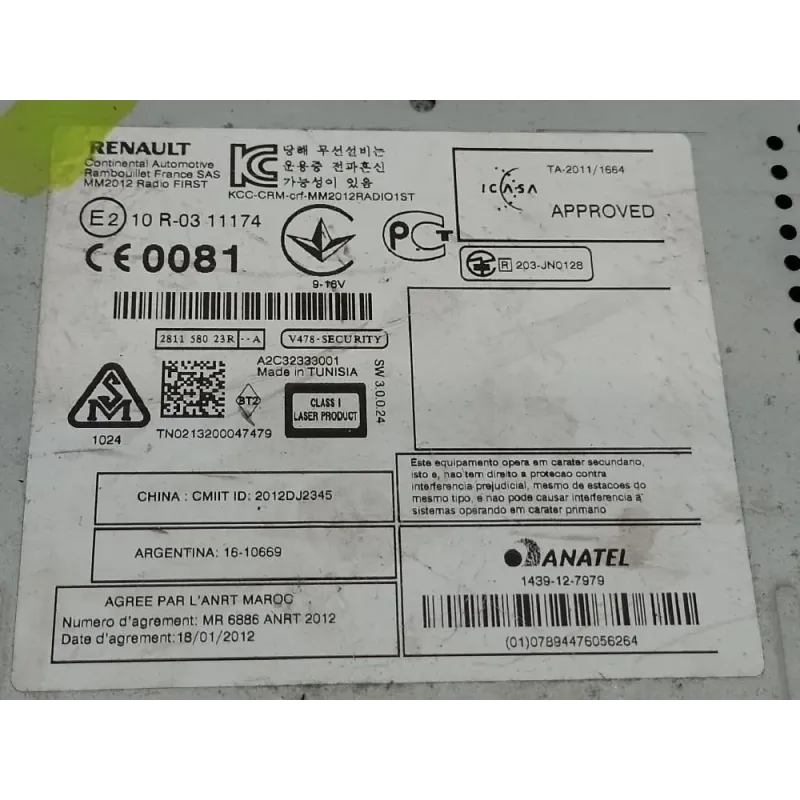 RENAULT
Continental Automotive
Rambouillet France SAS
MM2012 Radio FIRST
당해 무선설비는
운용중 전파혼신
가능성이 있음
KCC-CRM-crf-MM2012RADIO1ST
E2 10 R-03 11174
CE 0081
9-16V
PCT
ICASA
TA-2011/1664
APPROVED
R 203-JN0128
2811 580 23R --A
V478-SECURITY
A2C32333001
Made in TUNISIA
SW 3.0.0.24
SM
1024
BT2
CLASS I
LASER PRODUCT
TN0213200047479
CHINA : CMIIT ID: 2012DJ2345
ARGENTINA: 16-10669
AGREE PAR L'ANRT MAROC
Numero d'agrement: MR 6886 ANRT 2012
Date d'agrement: 18/01/2012
Este equipamento opera em carater secundario,
isto e, nao tem direito a protecao contra
interferencia prejudicial, mesmo de estacoes do
mesmo tipo, e nao pode causar interferencia a
sistemas operando em carater primario
ANATEL
1439-12-7979
(01)07894476056264